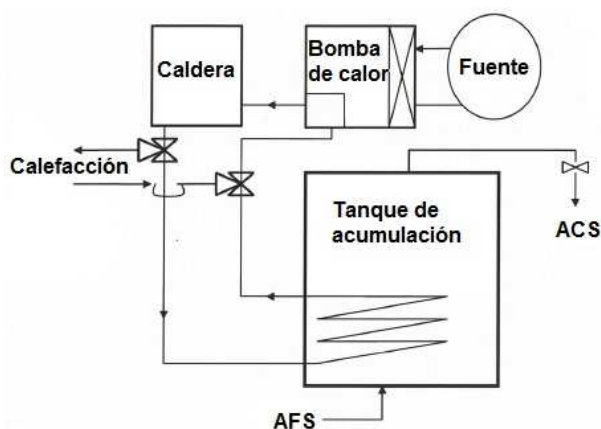 Caldera
Bomba
de calor
Fuente
Calefacción
Tanque de
acumulación
ACS
AFS